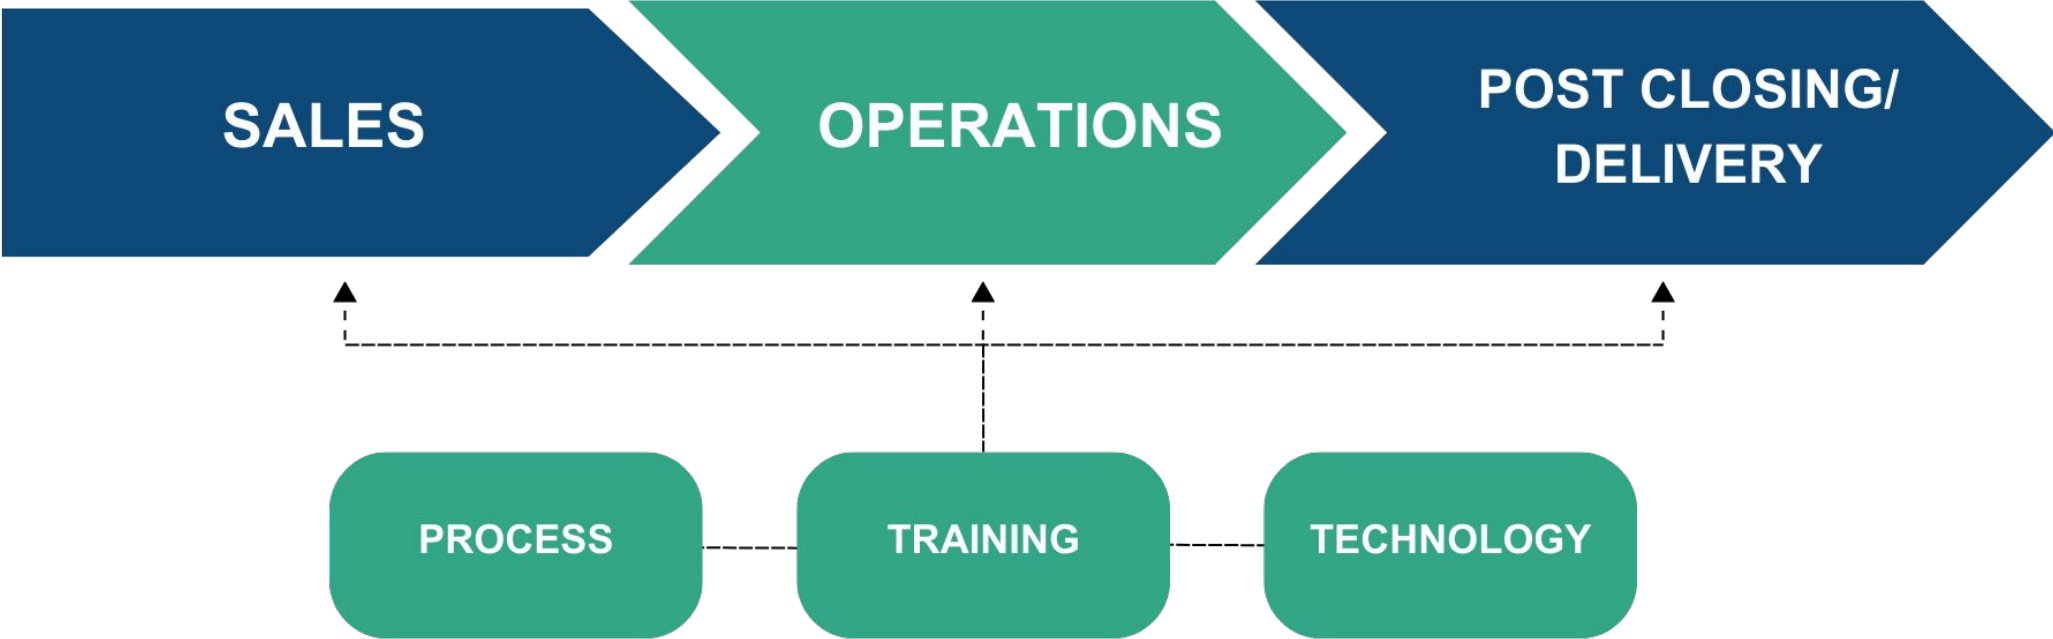 SALES
OPERATIONS
POST CLOSING/
DELIVERY
PROCESS
TRAINING
TECHNOLOGY